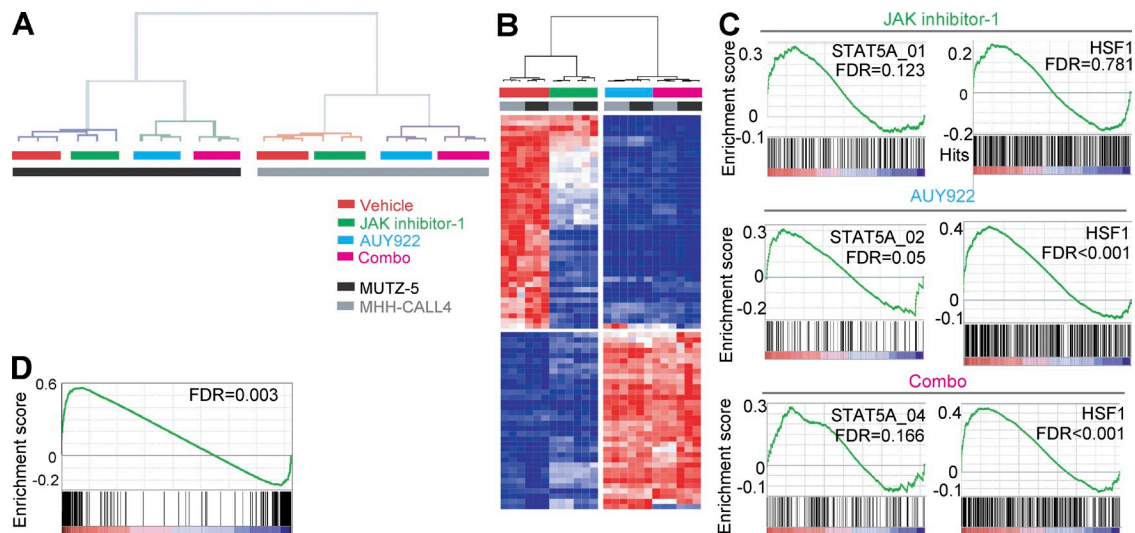 A
Vehicle
JAK inhibitor-1
AUY922
Combo
MUTZ-5
MHH-CALL4
B
C
JAK inhibitor-1
Enrichment score
0.3
0
-0.1
STAT5A_01
FDR=0.123
0.2
0
-0.2
HSF1
FDR=0.781
Hits
AUY922
Enrichment score
0.3
0
-0.2
STAT5A_02
FDR=0.05
0.4
0
-0.1
HSF1
FDR<0.001
Combo
Enrichment score
0.3
0
-0.1
STAT5A_04
FDR=0.166
0.4
0
-0.1
HSF1
FDR<0.001
D
Enrichment score
0.6
0
-0.2
FDR=0.003